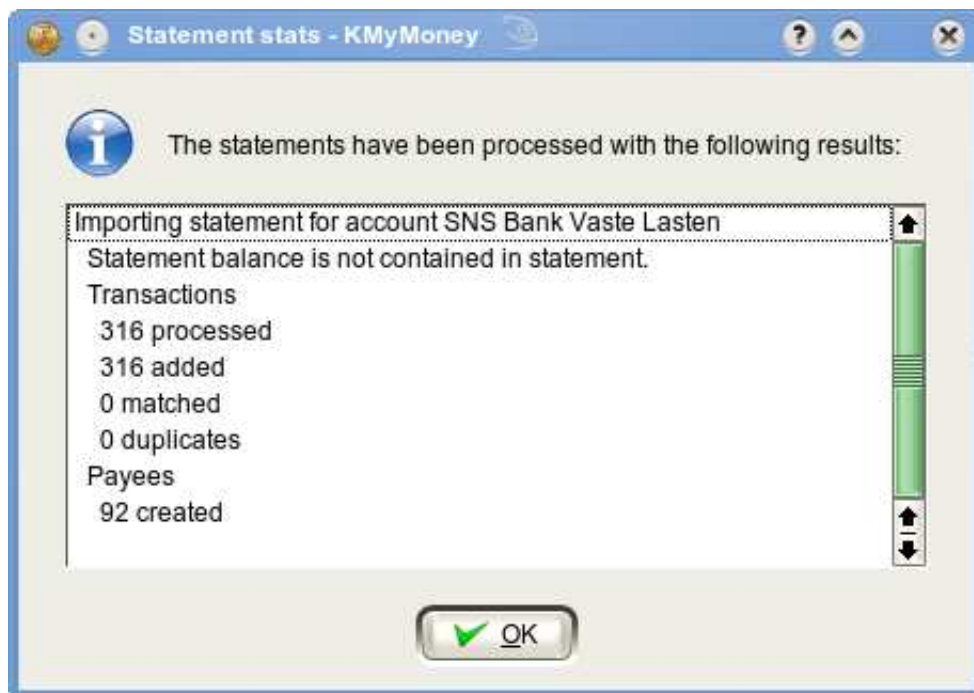 Statement stats - KMyMoney
The statements have been processed with the following results:
Importing statement for account SNS Bank Vaste Lasten
Statement balance is not contained in statement.
Transactions
316 processed
316 added
0 matched
0 duplicates
Payees
92 created
OK